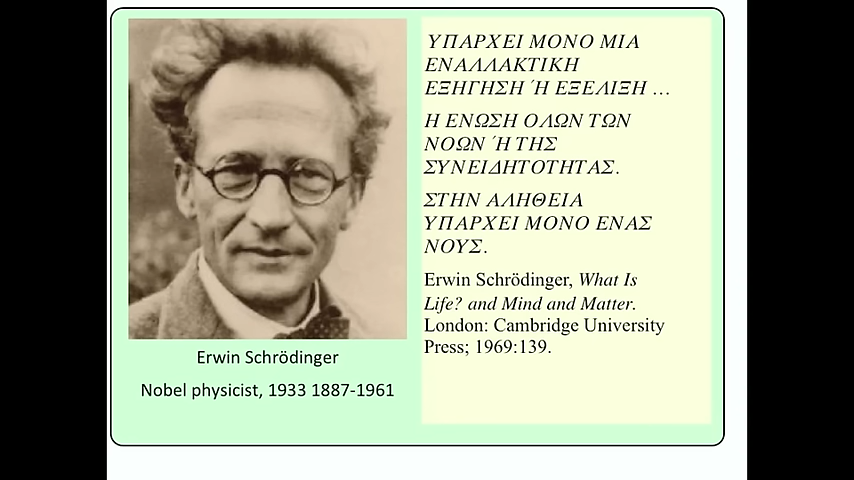 ΥΠΑΡΧΕΙ ΜΟΝΟ ΜΙΑ
ΕΝΑΛΛΑΚΤΙΚΗ
ΕΞΗΓΗΣΗ Ή ΕΞΕΛΙΞΗ …
Η ΕΝΩΣΗ ΟΛΩΝ ΤΩΝ
ΝΟΩΝ Ή ΤΗΣ
ΣΥΝΕΙΔΗΤΟΤΗΤΑΣ.
ΣΤΗΝ ΑΛΗΘΕΙΑ
ΥΠΑΡΧΕΙ ΜΟΝΟ ΕΝΑΣ
ΝΟΥΣ.
Erwin Schrödinger, What Is
Life? and Mind and Matter.
London: Cambridge University
Press; 1969:139.
Erwin Schrödinger
Nobel physicist, 1933 1887-1961